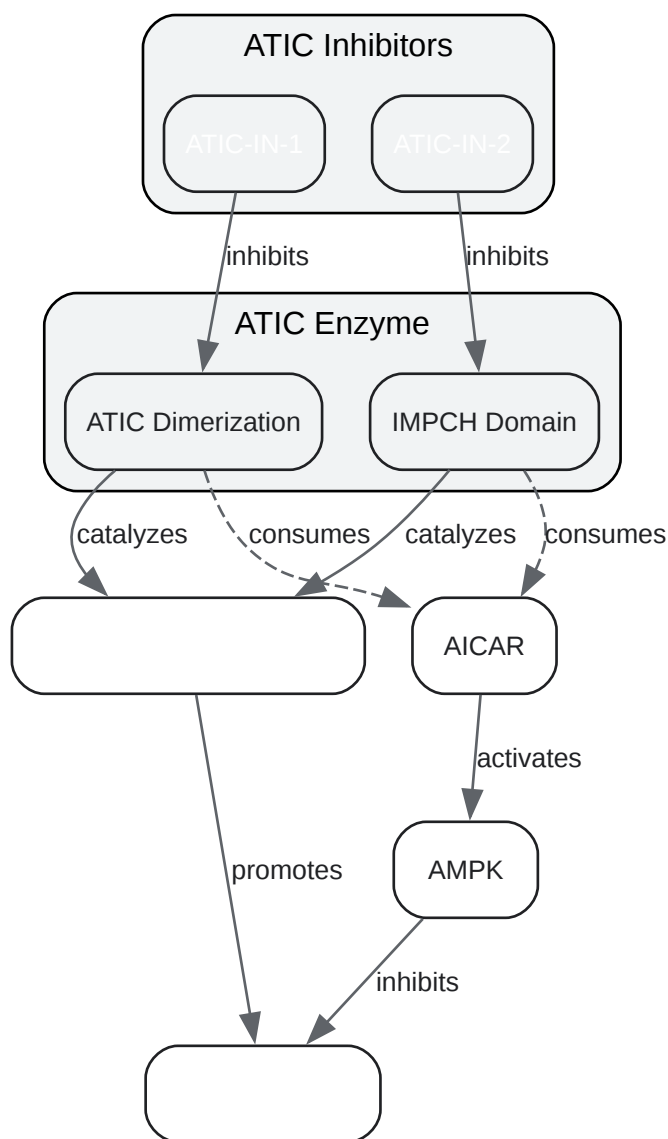 ATIC Inhibitors
ATIC-IN-1
ATIC-IN-2
inhibits
inhibits
ATIC Enzyme
ATIC Dimerization
IMPCH Domain
catalyzes
consumes
catalyzes
consumes
AICAR
activates
AMPK
promotes
inhibits